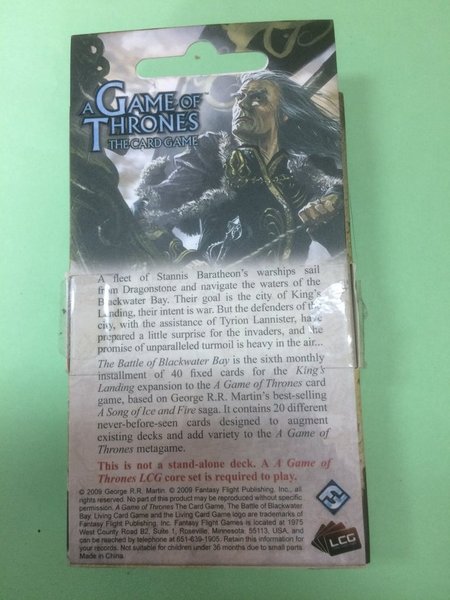 A GAME OF
THRONES™
THE CARD GAME
A fleet of Stannis Baratheon's warships sail
from Dragonstone and navigate the waters of the
Blackwater Bay. Their goal is the city of King's
Landing, their intent is war. But the defenders of the
city, with the assistance of Tyrion Lannister, have
prepared a little surprise for the invaders, and the
promise of unparalleled turmoil is heavy in the air...
The Battle of Blackwater Bay is the sixth monthly
installment of 40 fixed cards for the King's
Landing expansion to the A Game of Thrones card
game, based on George R.R. Martin's best-selling
A Song of Ice and Fire saga. It contains 20 different
never-before-seen cards designed to augment
existing decks and add variety to the A Game of
Thrones metagame.
This is not a stand-alone deck. A A Game of
Thrones LCG core set is required to play.
© 2009 George R.R. Martin. © 2009 Fantasy Flight Publishing, Inc., all
rights reserved. No part of this product may be reproduced without specific
permission. A Game of Thrones The Card Game, The Battle of Blackwater
Bay, Living Card Game and the Living Card Game logo are trademarks of
Fantasy Flight Publishing, Inc. Fantasy Flight Games is located at 1975
West County Road B2, Suite 1, Roseville, Minnesota, 55113, USA, and
can be reached by telephone at 651-639-1905. Retain this information for
your records. Not suitable for children under 36 months due to small parts.
Made in China.
LCG